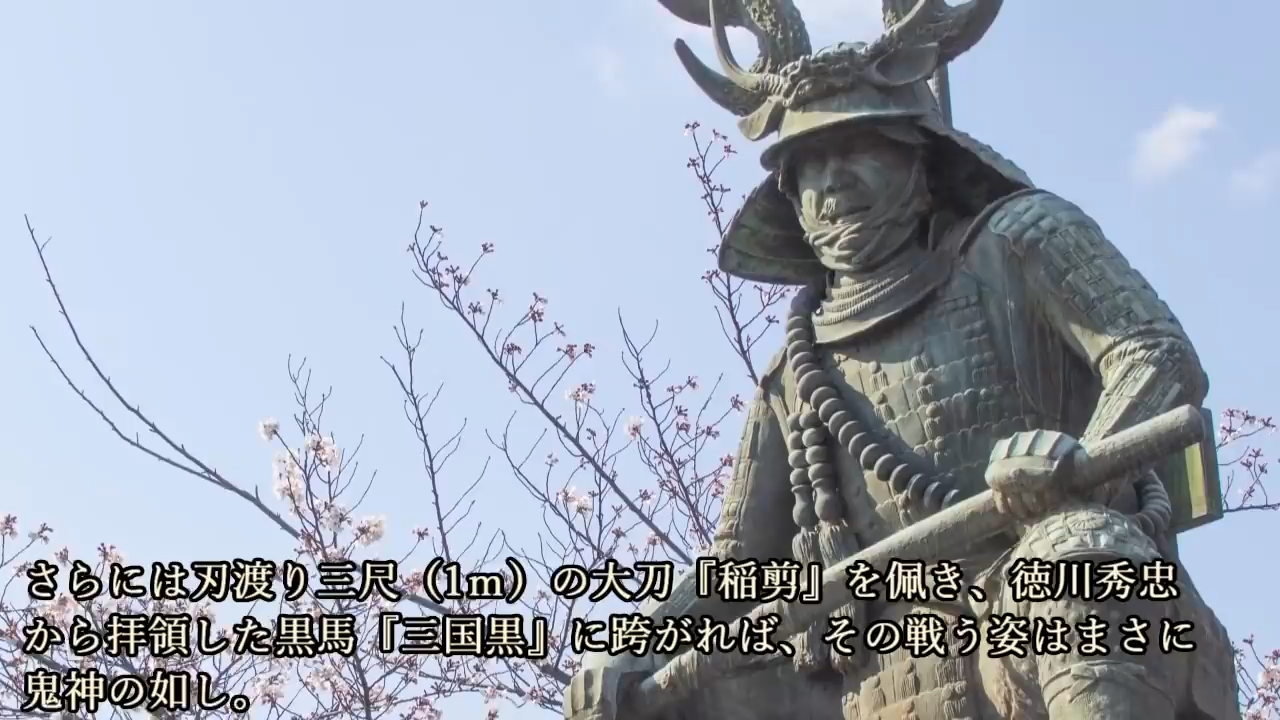 さらには刃渡り三尺（1m）の大刀『稲剪』を佩き、徳川秀忠
から拝領した黒馬『三国黒』に跨がれば、その戦う姿はまさに
鬼神の如し。